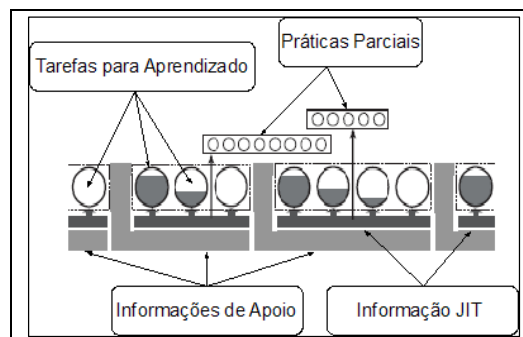 Práticas Parciais
Tarefas para Aprendizado
Informações de Apoio
Informação JIT